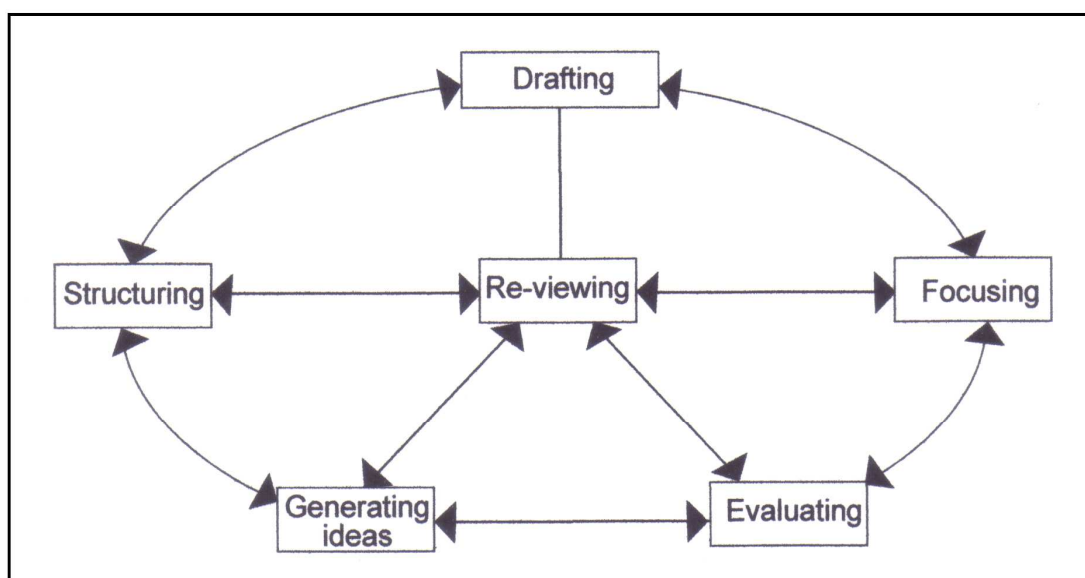 Drafting
Structuring
Re-viewing
Focusing
Generating
ideas
Evaluating